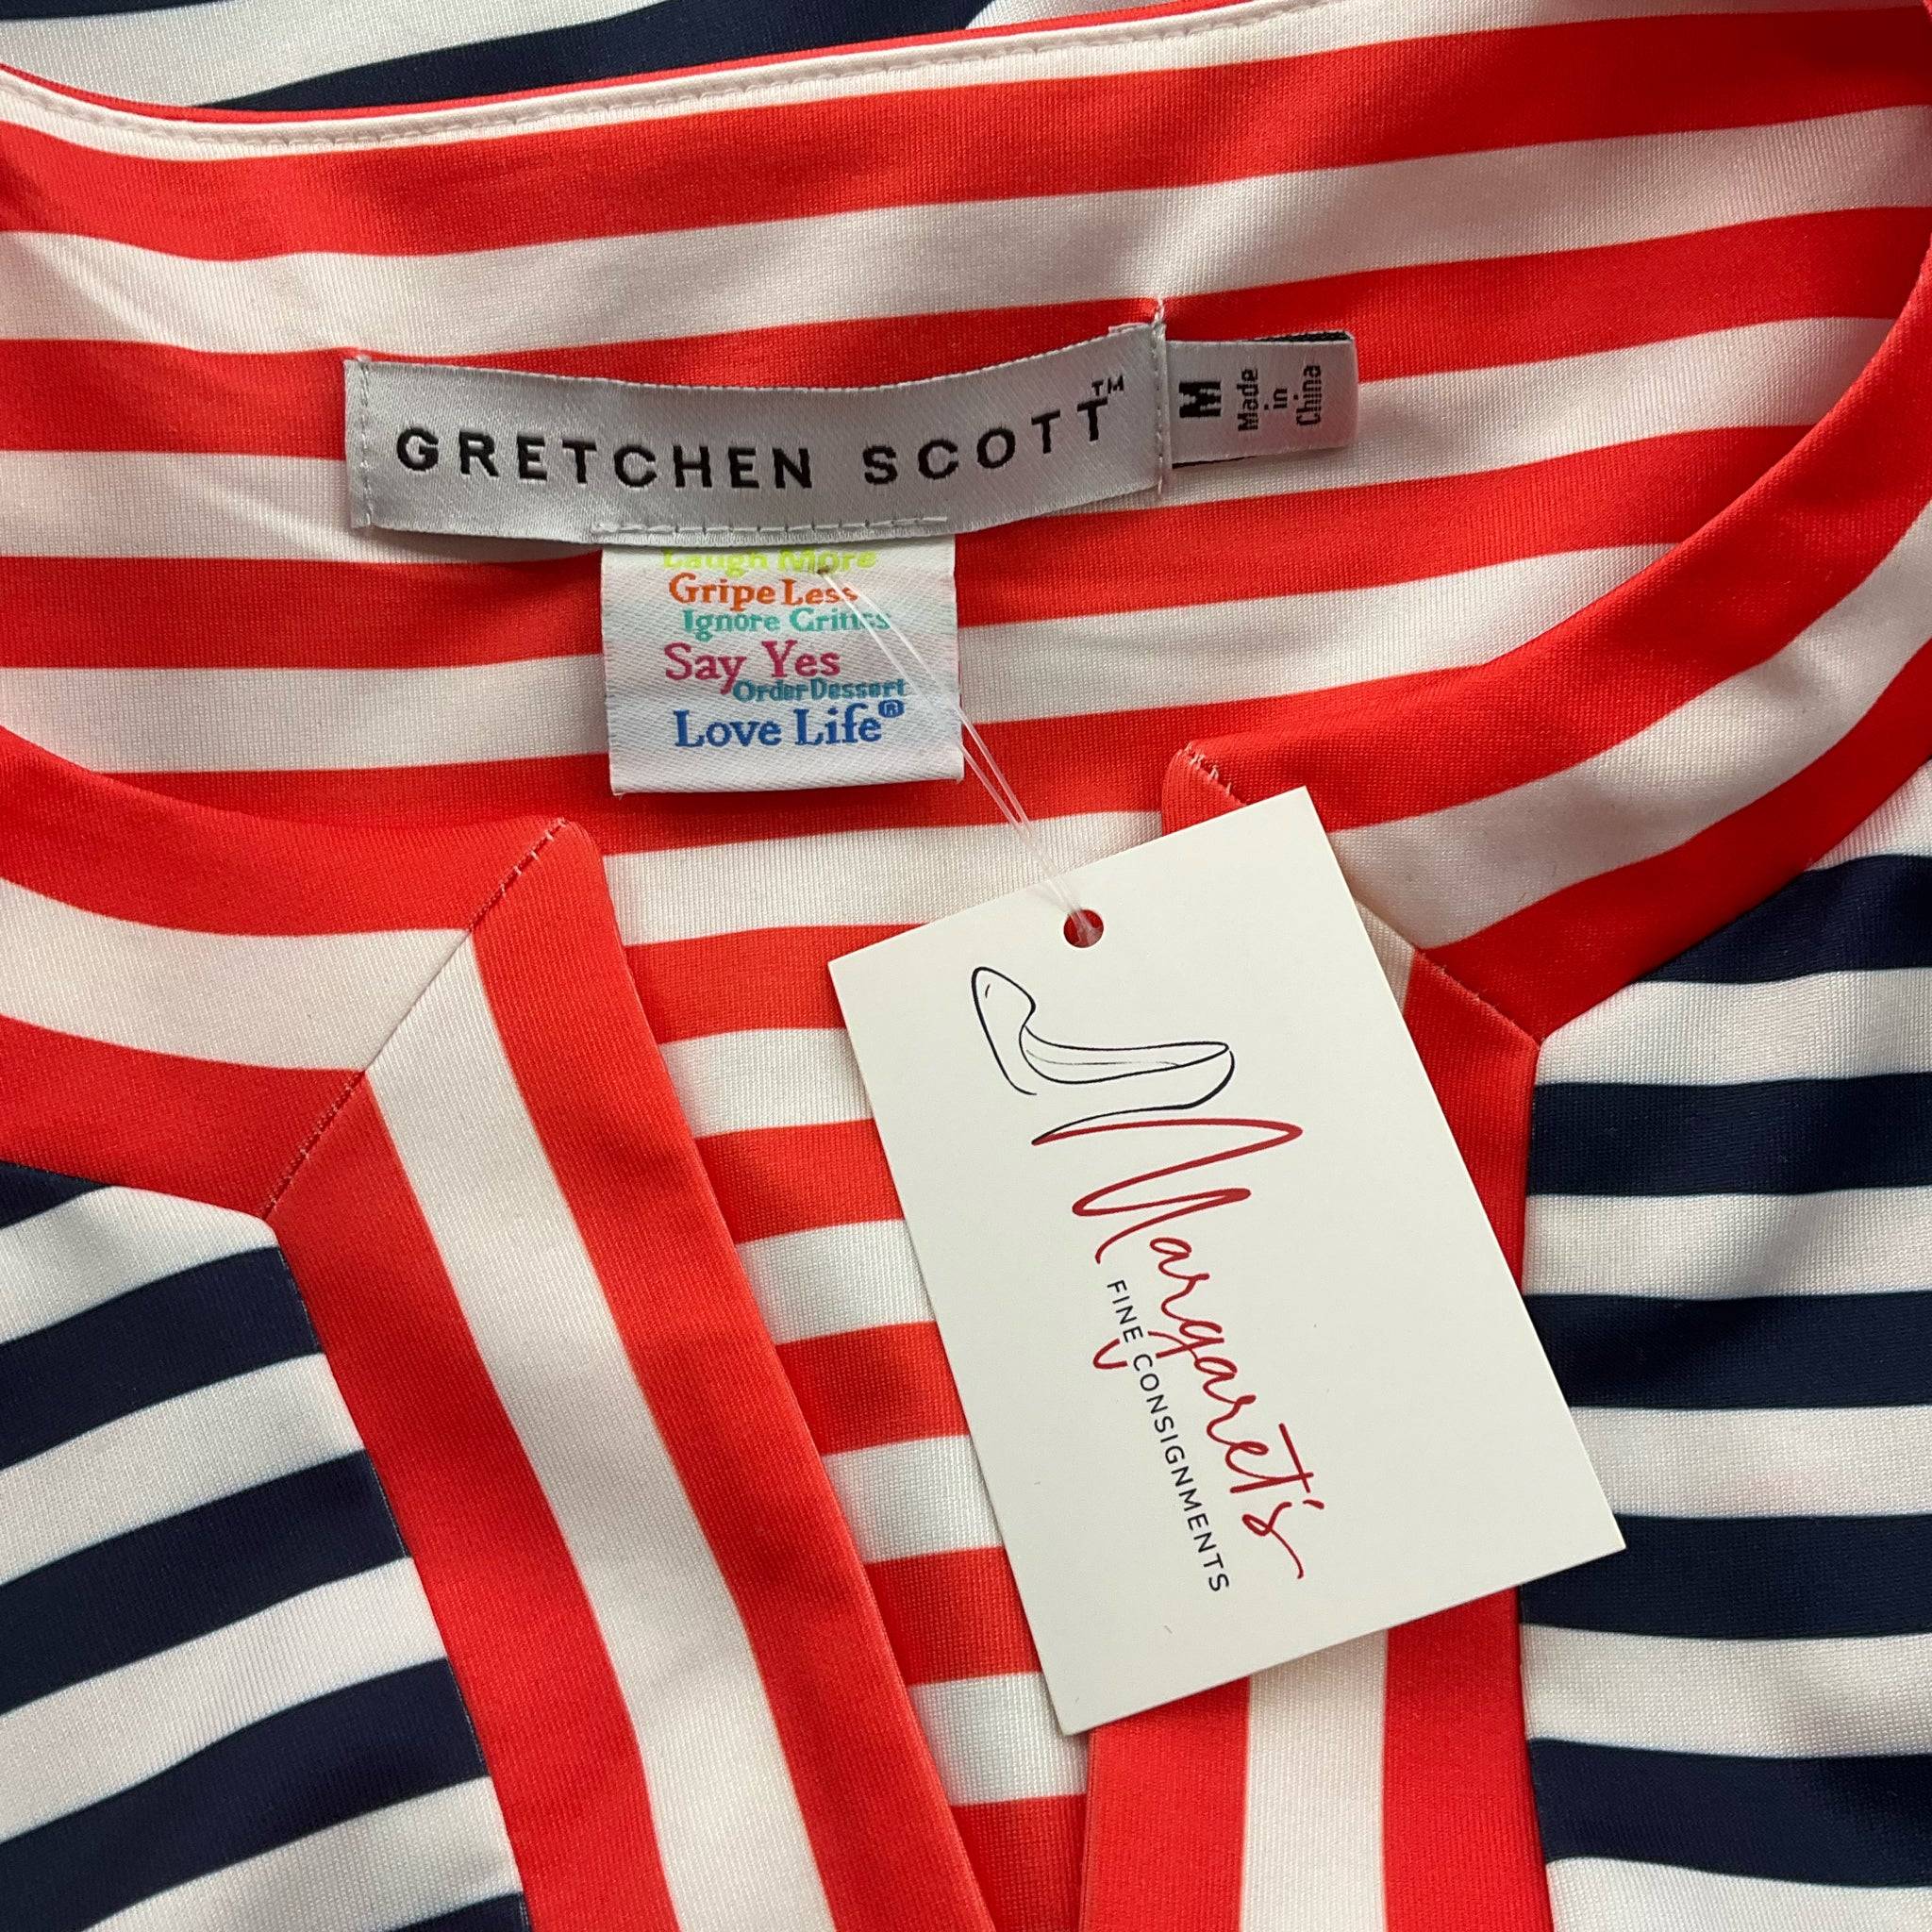 GRETCHEN SCOTT™
M
Made
in
China
Laugh More
Gripe Less
Ignore Critics
Say Yes
Order Dessert
Love Life®
Margaret's
FINE CONSIGNMENTS